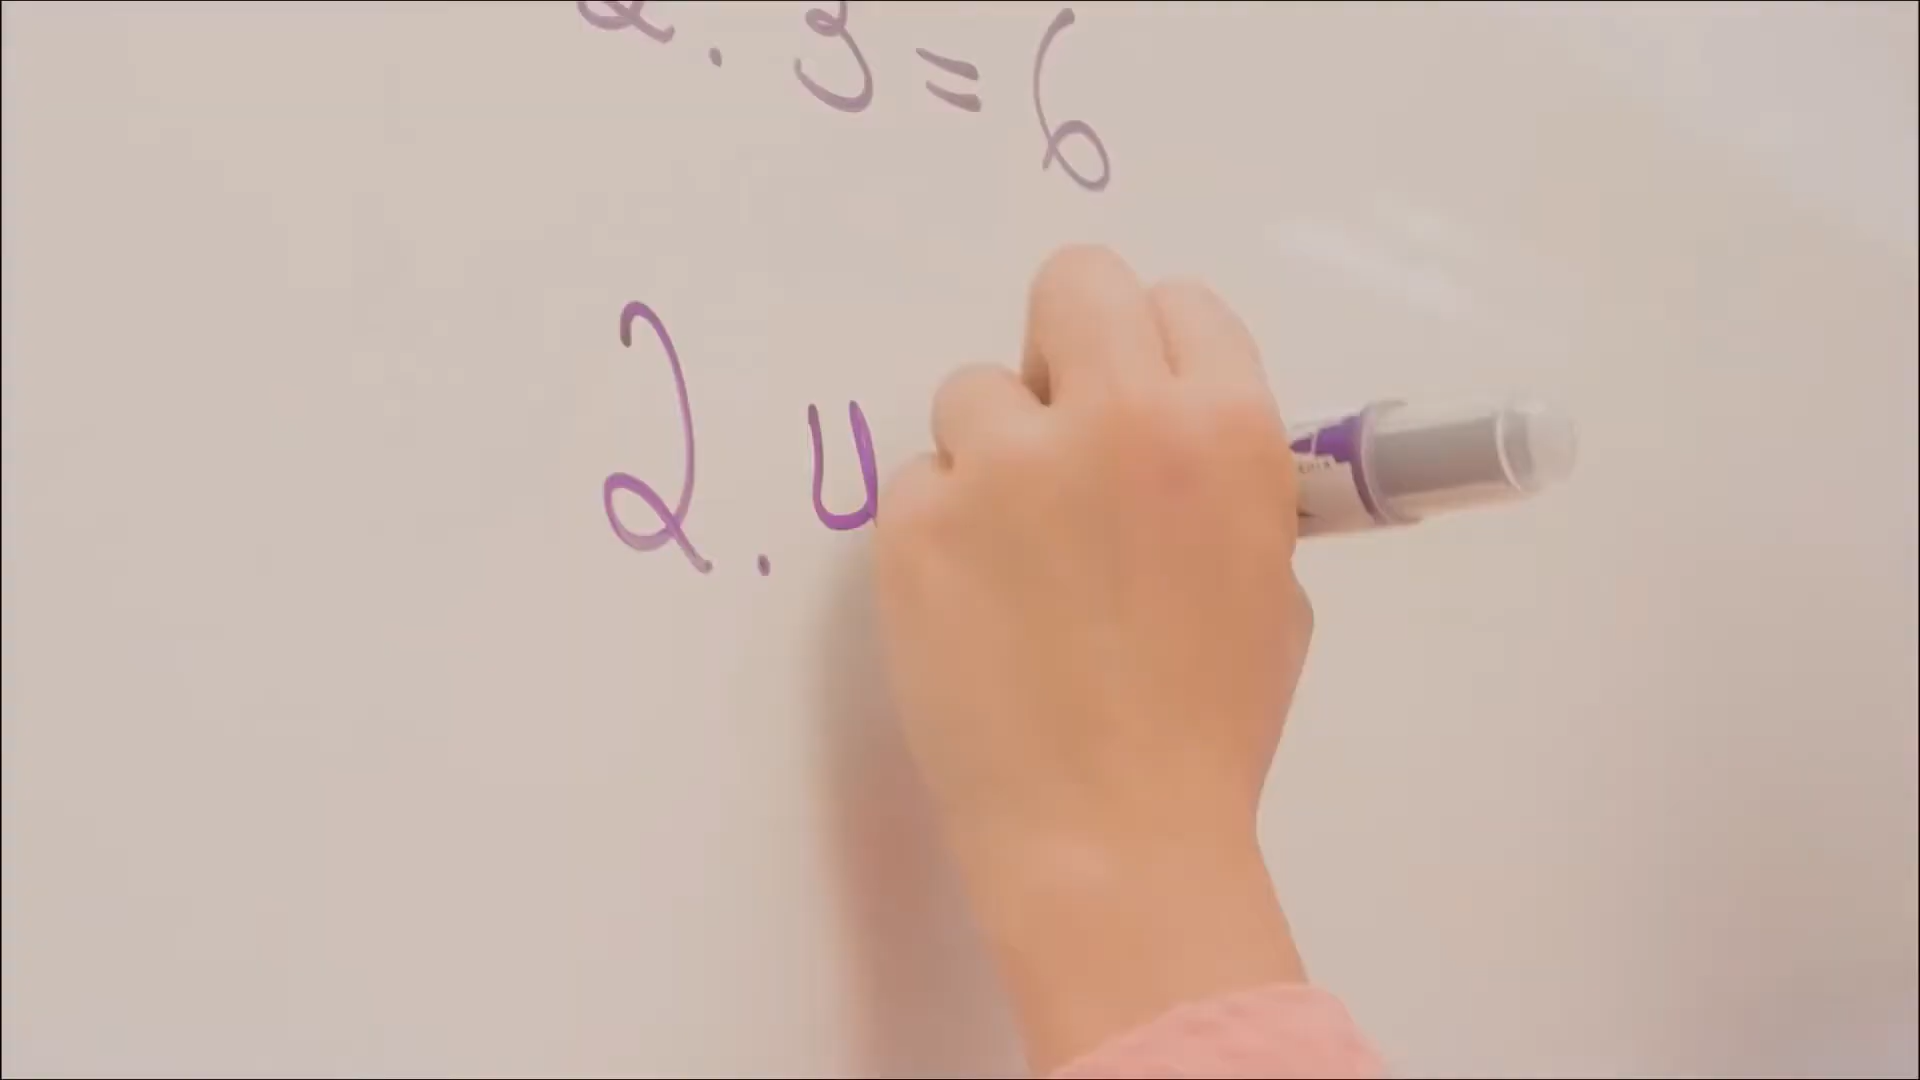 2 . 3 = 6
2 . 4